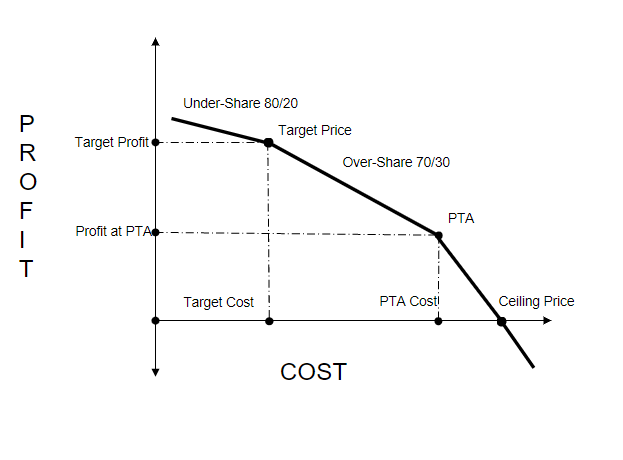 Under-Share 80/20
Target Price
Target Profit
Over-Share 70/30
PROFIT
PTA
Profit at PTA
Target Cost
PTA Cost
Ceiling Price
COST